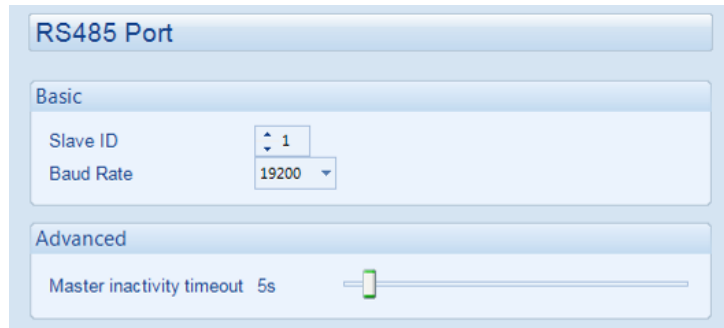 RS485 Port
Basic
Slave ID 1
Baud Rate 19200
Advanced
Master inactivity timeout 5s